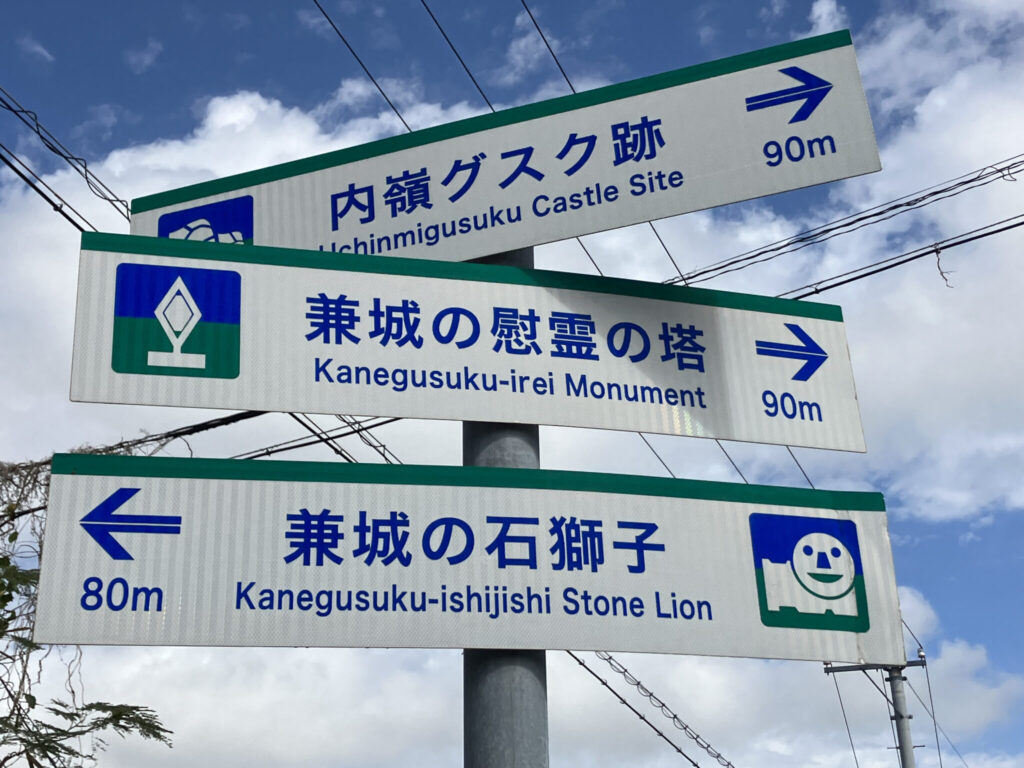 内嶺グスク跡
Uchinmigusuku Castle Site
90m
兼城の慰霊の塔
Kanegusuku-irei Monument
90m
兼城の石獅子
Kanegusuku-ishijishi Stone Lion
80m